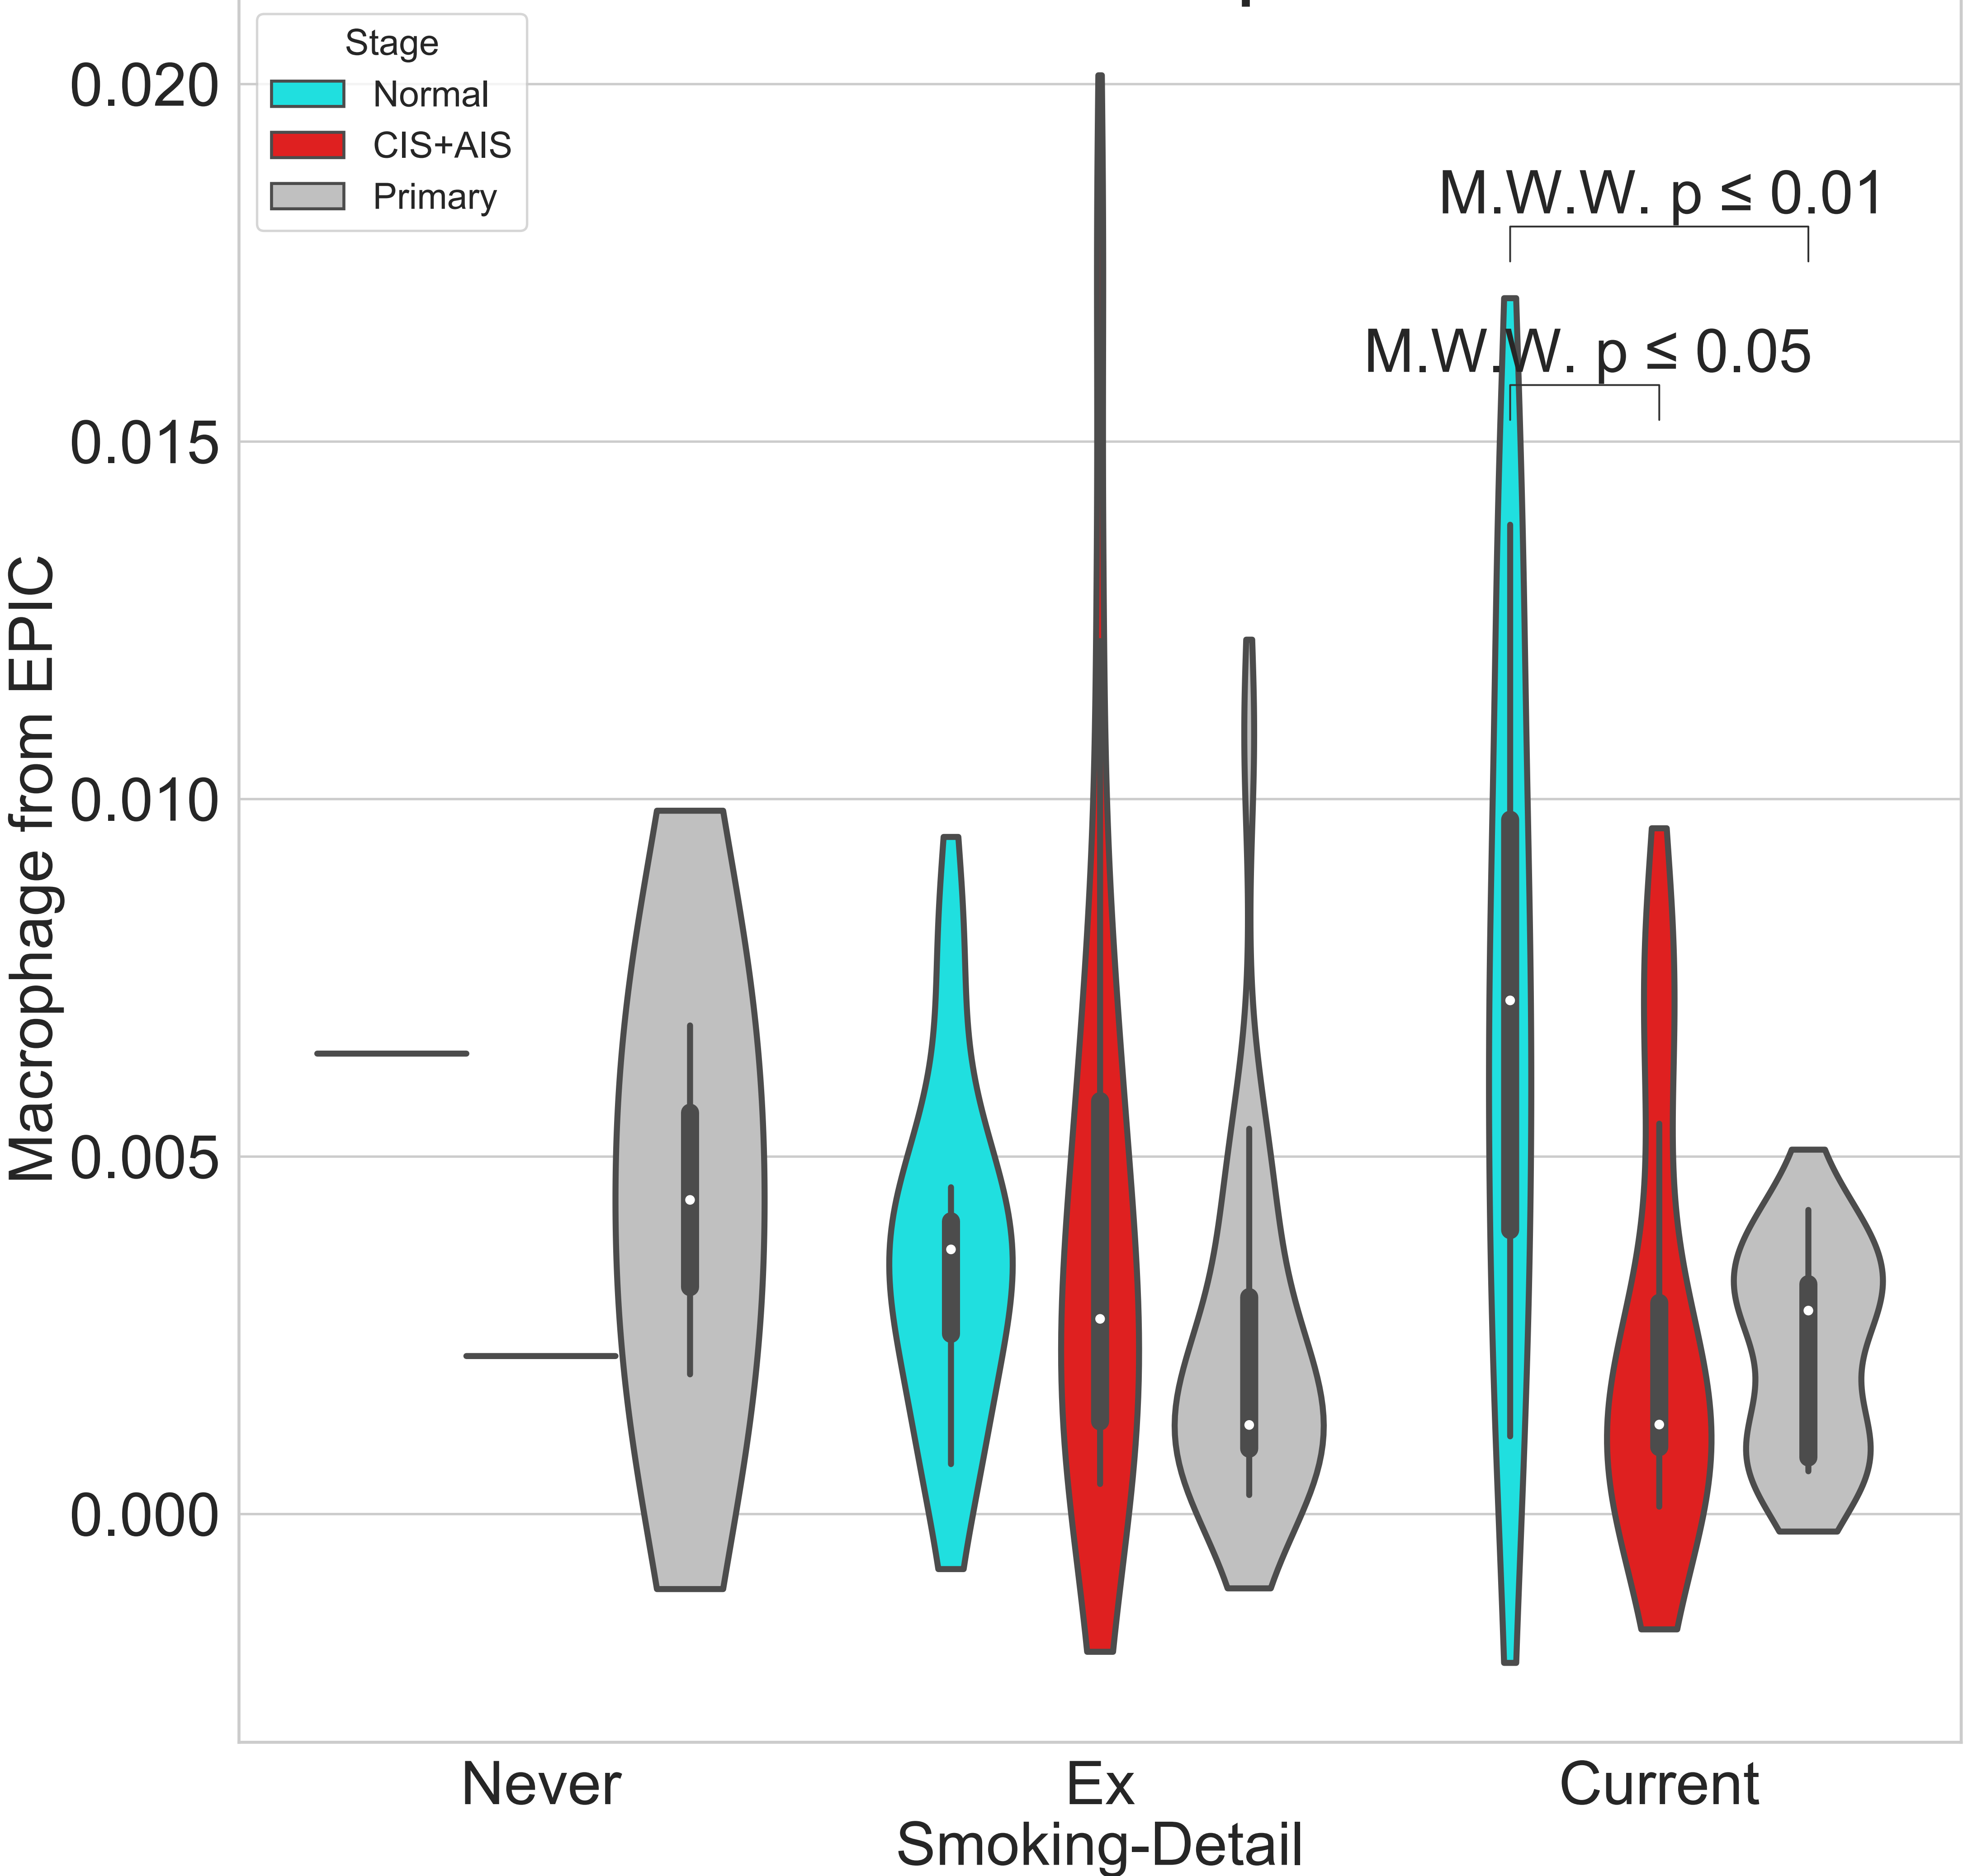 Stage
Normal
CIS+AIS
Primary
0.020
0.015
0.010
0.005
0.000
Macrophage from EPIC
M.W.W. p ≤ 0.01
M.W.W. p ≤ 0.05
Never
Ex
Current
Smoking-Detail